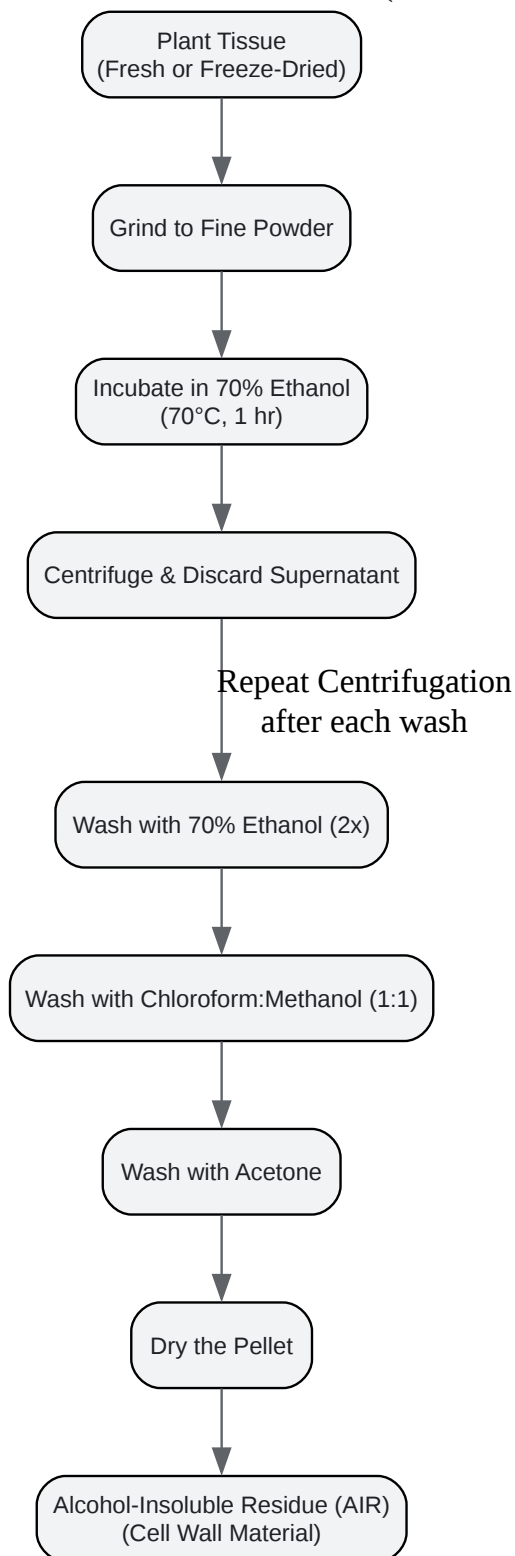 Plant Tissue
(Fresh or Freeze-Dried)
Grind to Fine Powder
Incubate in 70% Ethanol
(70°C, 1 hr)
Centrifuge & Discard Supernatant
Repeat Centrifugation
after each wash
Wash with 70% Ethanol (2x)
Wash with Chloroform:Methanol (1:1)
Wash with Acetone
Dry the Pellet
Alcohol-Insoluble Residue (AIR)
(Cell Wall Material)